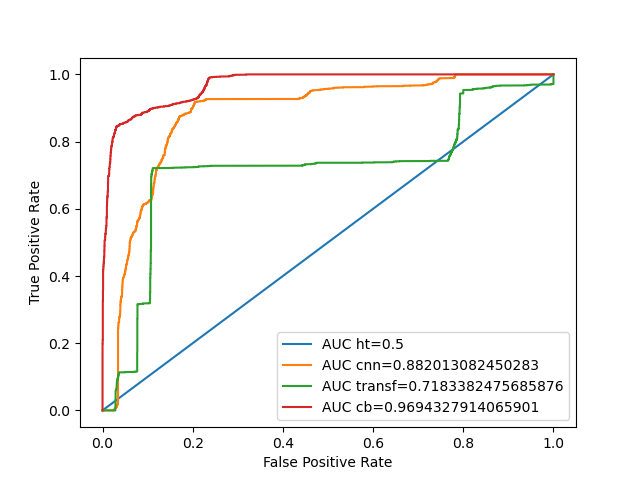 1.0
0.8
0.6
0.4
0.2
0.0
True Positive Rate
AUC ht=0.5
AUC cnn=0.882013082450283
AUC transf=0.7183382475685876
AUC cb=0.9694327914065901
0.0 0.2 0.4 0.6 0.8 1.0
False Positive Rate